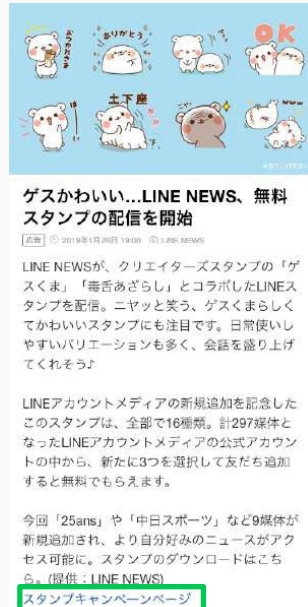 おつかれさま
ありがとう
OK
はーい
土下座
www
ゲスかわいい…LINE NEWS、無料
スタンプの配信を開始
広告 2019年1月28日 19:00 LINE NEWS
LINE NEWSが、クリエイターズスタンプの「ゲ
スくま」「毒舌あざらし」とコラボしたLINEス
タンプを配信。ニヤッと笑う、ゲスくまらしく
てかわいいスタンプにも注目です。日常使いし
やすいバリエーションも多く、会話を盛り上げ
てくれそう♪
LINEアカウントメディアの新規追加を記念した
このスタンプは、全部で16種類。計297媒体と
なったLINEアカウントメディアの公式アカウン
トの中から、新たに3つを選択して友だち追加
すると無料でもらえます。
今回「25ans」や「中日スポーツ」など9媒体が
新規追加され、より自分好みのニュースがアク
セス可能に。スタンプのダウンロードはこち
ら。(提供：LINE NEWS)
スタンプキャンペーンページ